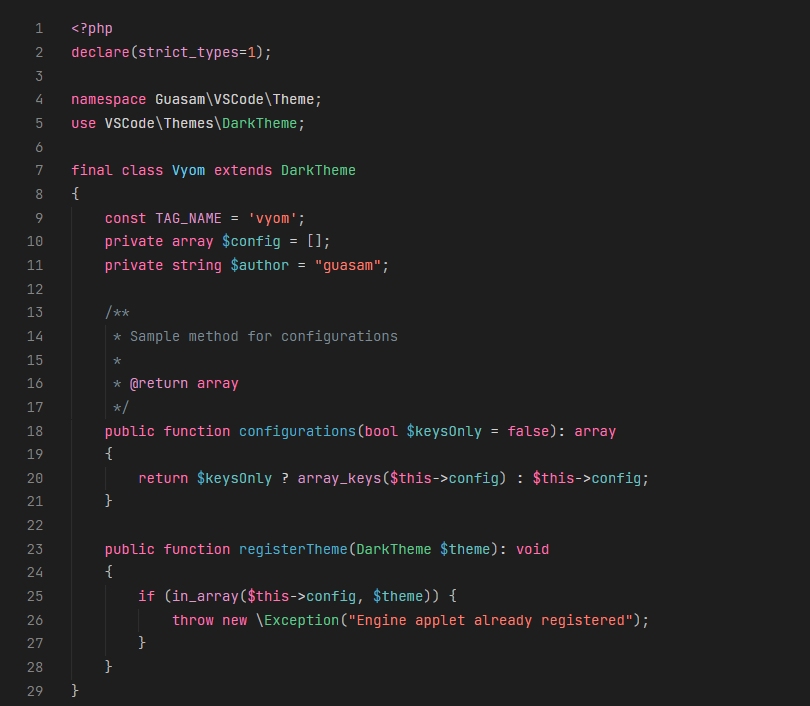 1 <?php
2 declare(strict_types=1);
3
4 namespace Guasam\VSCode\Theme;
5 use VSCode\Themes\DarkTheme;
6
7 final class Vyom extends DarkTheme
8 {
9     const TAG_NAME = 'vyom';
10     private array $config = [];
11     private string $author = "guasam";
12
13     /**
14      * Sample method for configurations
15      *
16      * @return array
17      */
18     public function configurations(bool $keysOnly = false): array
19     {
20         return $keysOnly ? array_keys($this->config) : $this->config;
21     }
22
23     public function registerTheme(DarkTheme $theme): void
24     {
25         if (in_array($this->config, $theme)) {
26             throw new \Exception("Engine applet already registered");
27         }
28     }
29 }